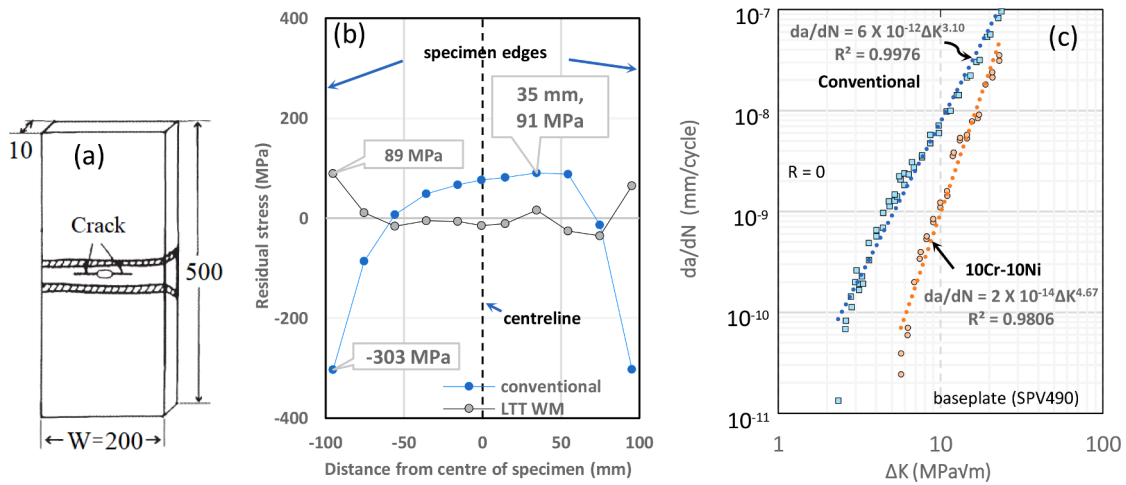 (a)
10
Crack
500
W=200
(b)
400
200
0
-200
-400
-100
-50
0
50
100
Residual stress (MPa)
Distance from centre of specimen (mm)
specimen edges
35 mm,
91 MPa
89 MPa
-303 MPa
centreline
conventional
LTT WM
(c)
10-7
10-8
10-9
10-10
10-11
1
10
100
da/dN (mm/cycle)
ΔK (MPa√m)
da/dN = 6 X 10-12ΔK3.10
R² = 0.9976
Conventional
R = 0
10Cr-10Ni
da/dN = 2 X 10-14ΔK4.67
R² = 0.9806
baseplate (SPV490)